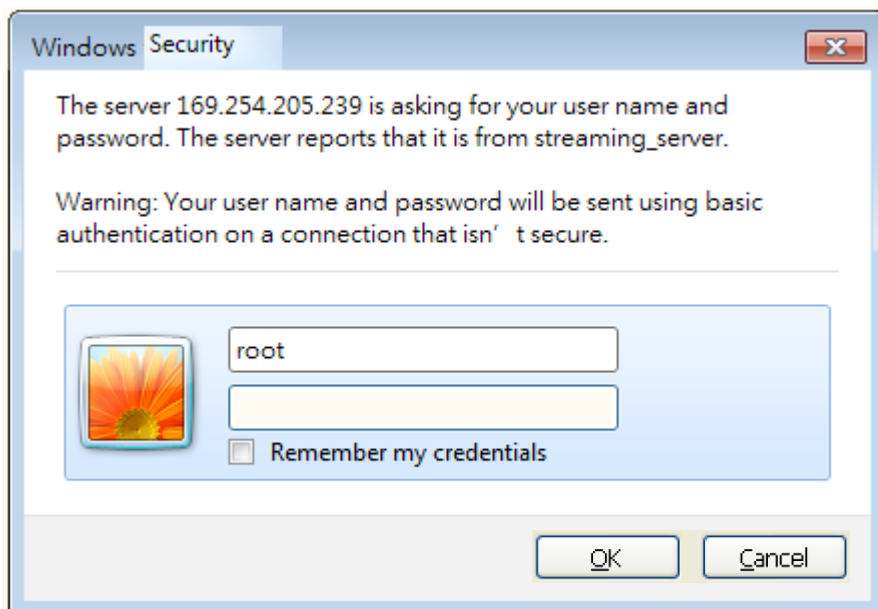 Windows Security
The server 169.254.205.239 is asking for your user name and
password. The server reports that it is from streaming_server.
Warning: Your user name and password will be sent using basic
authentication on a connection that isn’ t secure.
root
Remember my credentials
OK Cancel